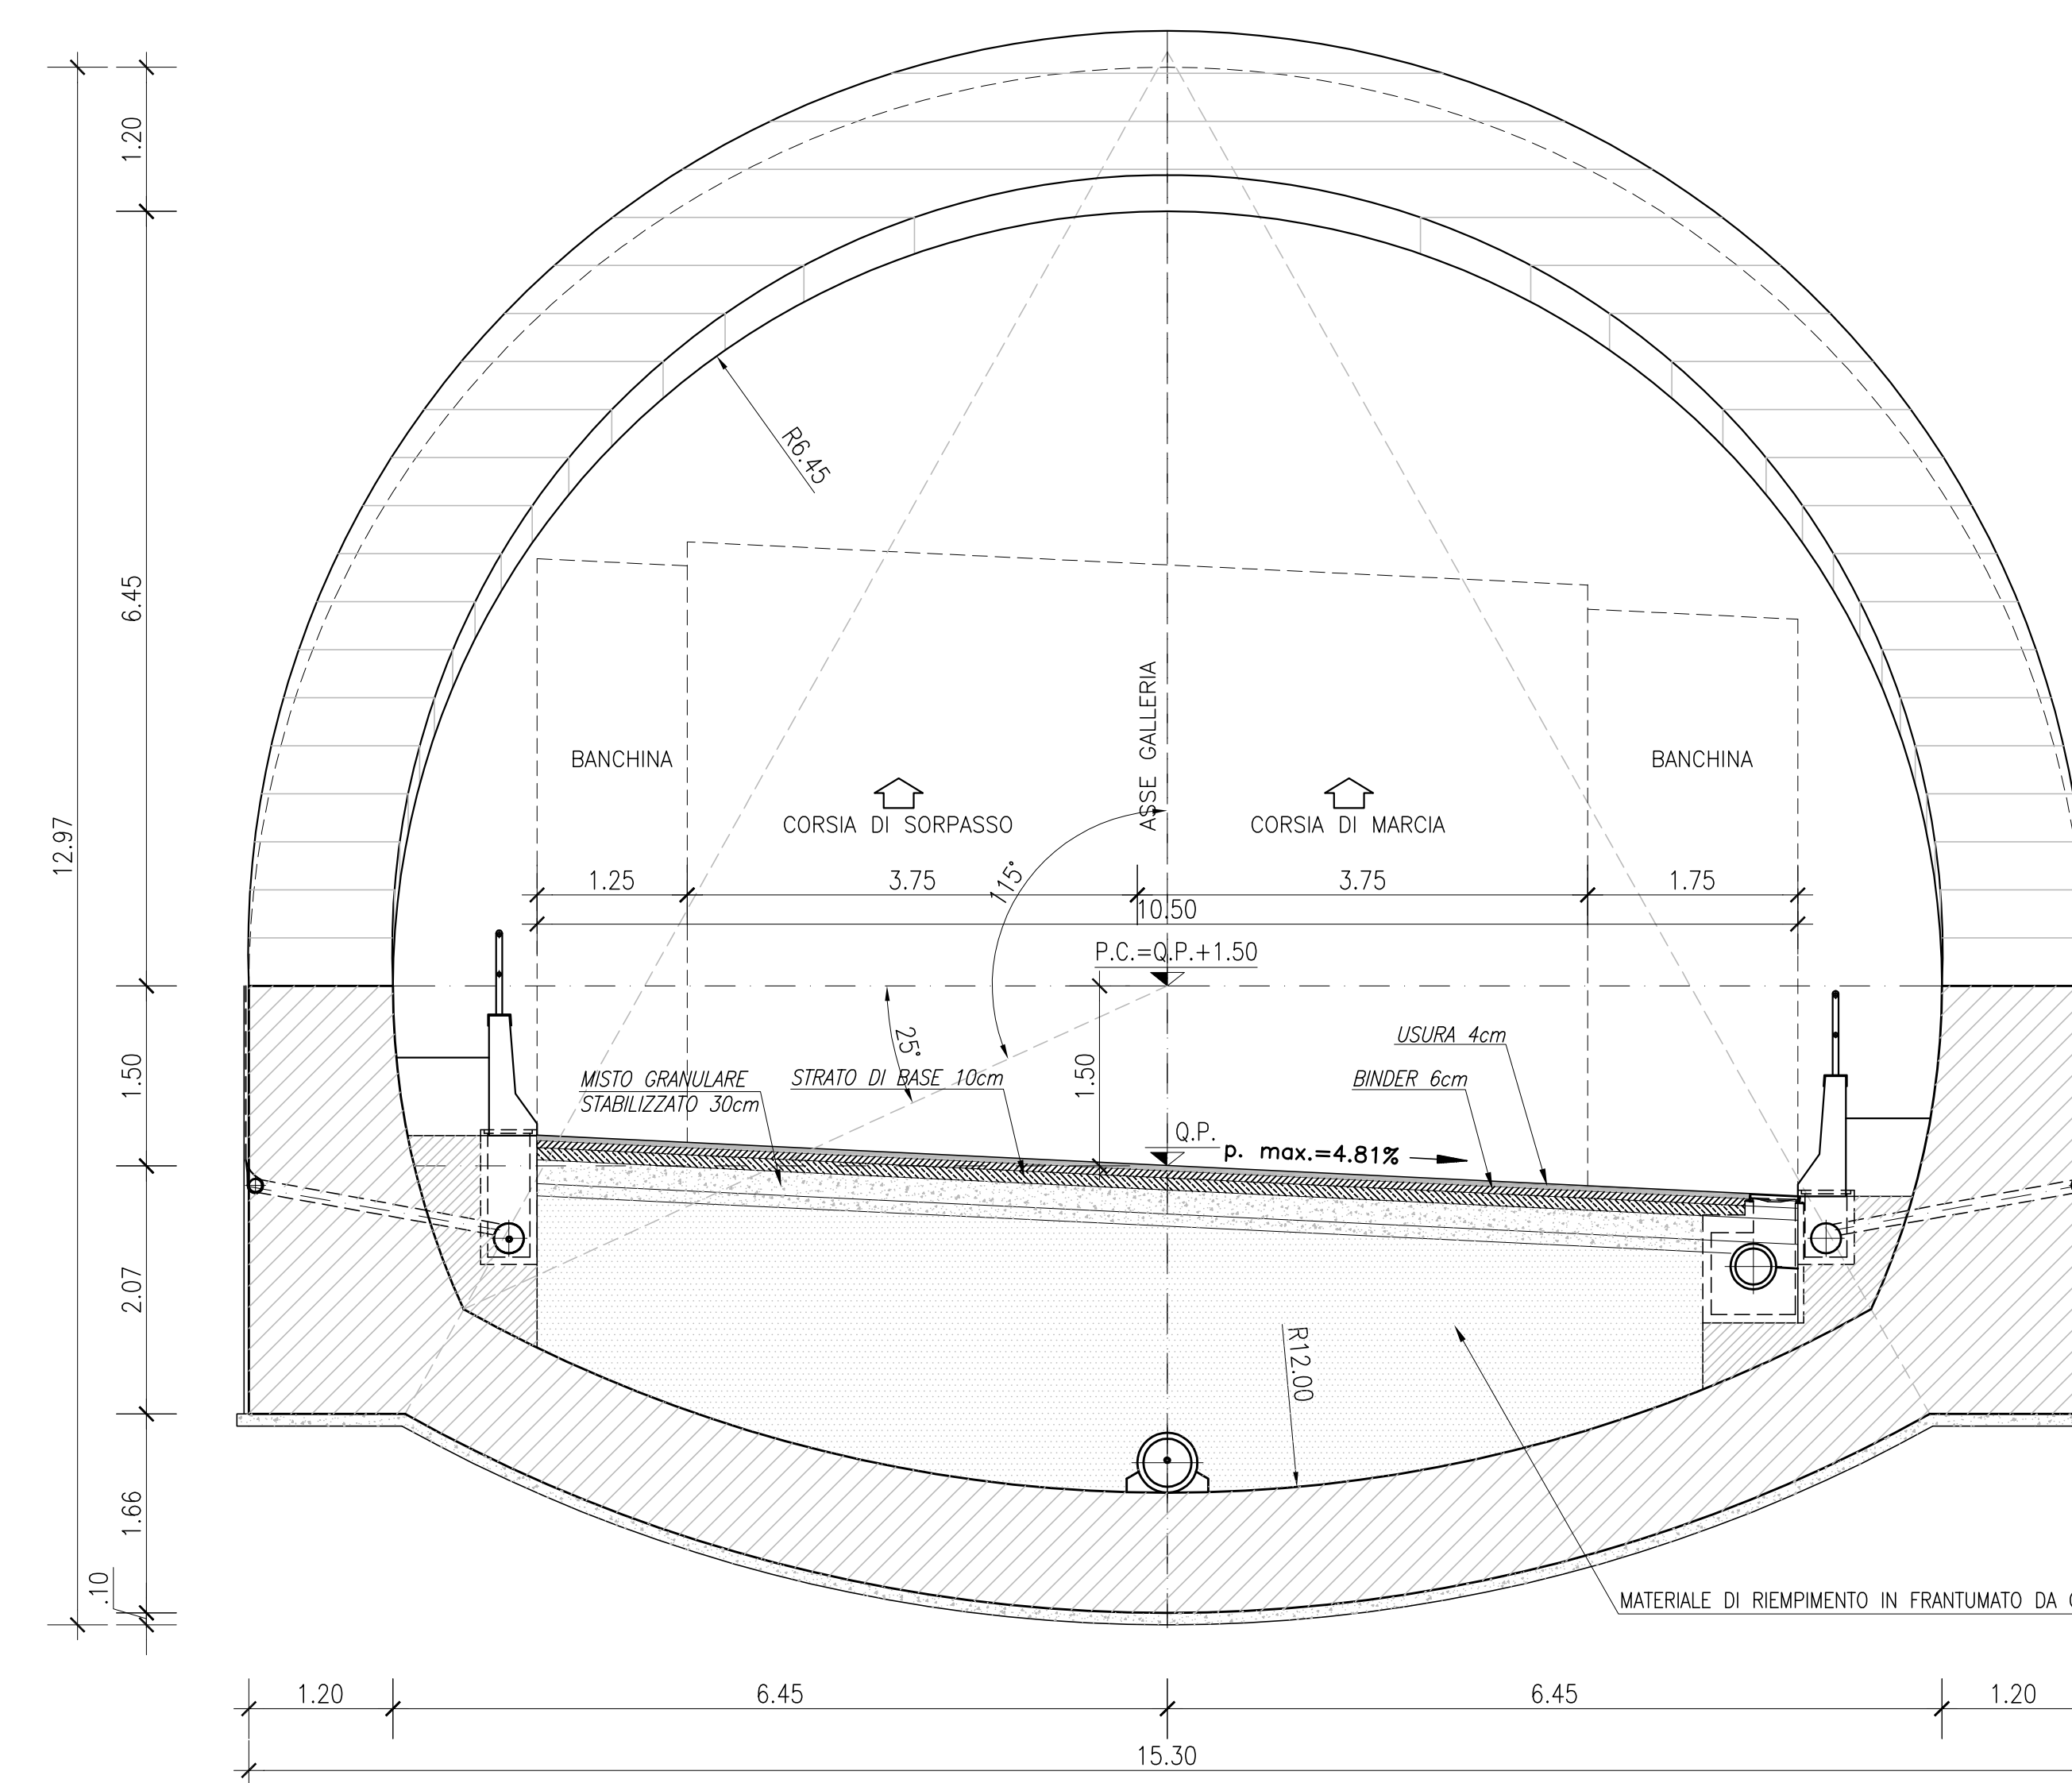 1.20
R6.45
6.45
12.97
ASSE GALLERIA
BANCHINA
BANCHINA
CORSIA DI SORPASSO
CORSIA DI MARCIA
115°
1.25
3.75
3.75
1.75
10.50
P.C.=Q.P.+1.50
25°
1.50
1.50
USURA 4cm
MISTO GRANULARE
STABILIZZATO 30cm
STRATO DI BASE 10cm
BINDER 6cm
Q.P.
p. max.=4.81%
2.07
R12.00
1.66
.10
MATERIALE DI RIEMPIMENTO IN FRANTUMATO DA
1.20
6.45
6.45
1.20
15.30